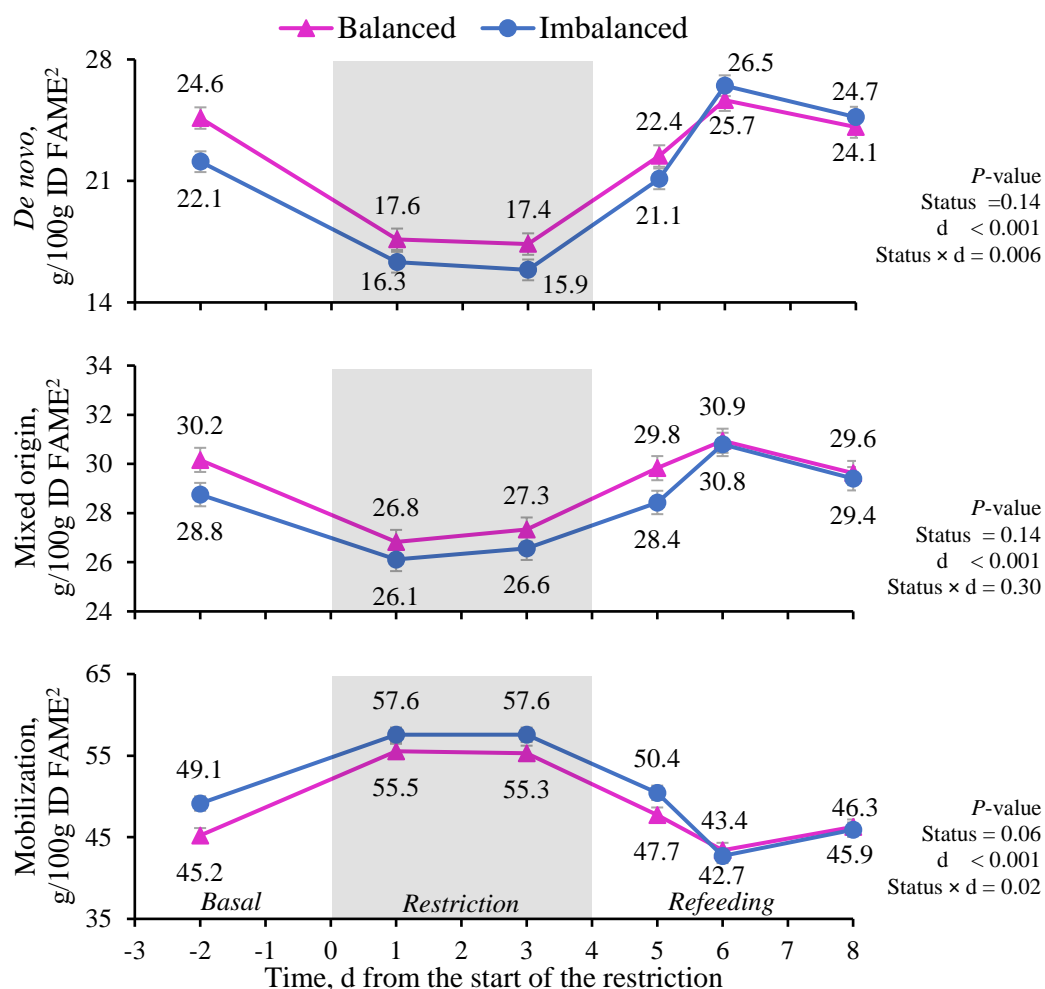 Balanced Imbalanced
De novo,
g/100g ID FAME²
28
21
14
24.6
22.1
17.6
16.3
17.4
15.9
22.4
21.1
26.5
25.7
24.7
24.1
P-value
Status =0.14
d < 0.001
Status × d = 0.006
Mixed origin,
g/100g ID FAME²
34
32
30
28
26
24
30.2
28.8
26.8
26.1
27.3
26.6
29.8
28.4
30.9
30.8
29.6
29.4
P-value
Status = 0.14
d < 0.001
Status × d = 0.30
Mobilization,
g/100g ID FAME²
65
55
45
35
49.1
45.2
57.6
55.5
57.6
55.3
50.4
47.7
43.4
42.7
46.3
45.9
P-value
Status = 0.06
d < 0.001
Status × d = 0.02
Basal Restriction Refeeding
-3 -2 -1 0 1 2 3 4 5 6 7 8
Time, d from the start of the restriction